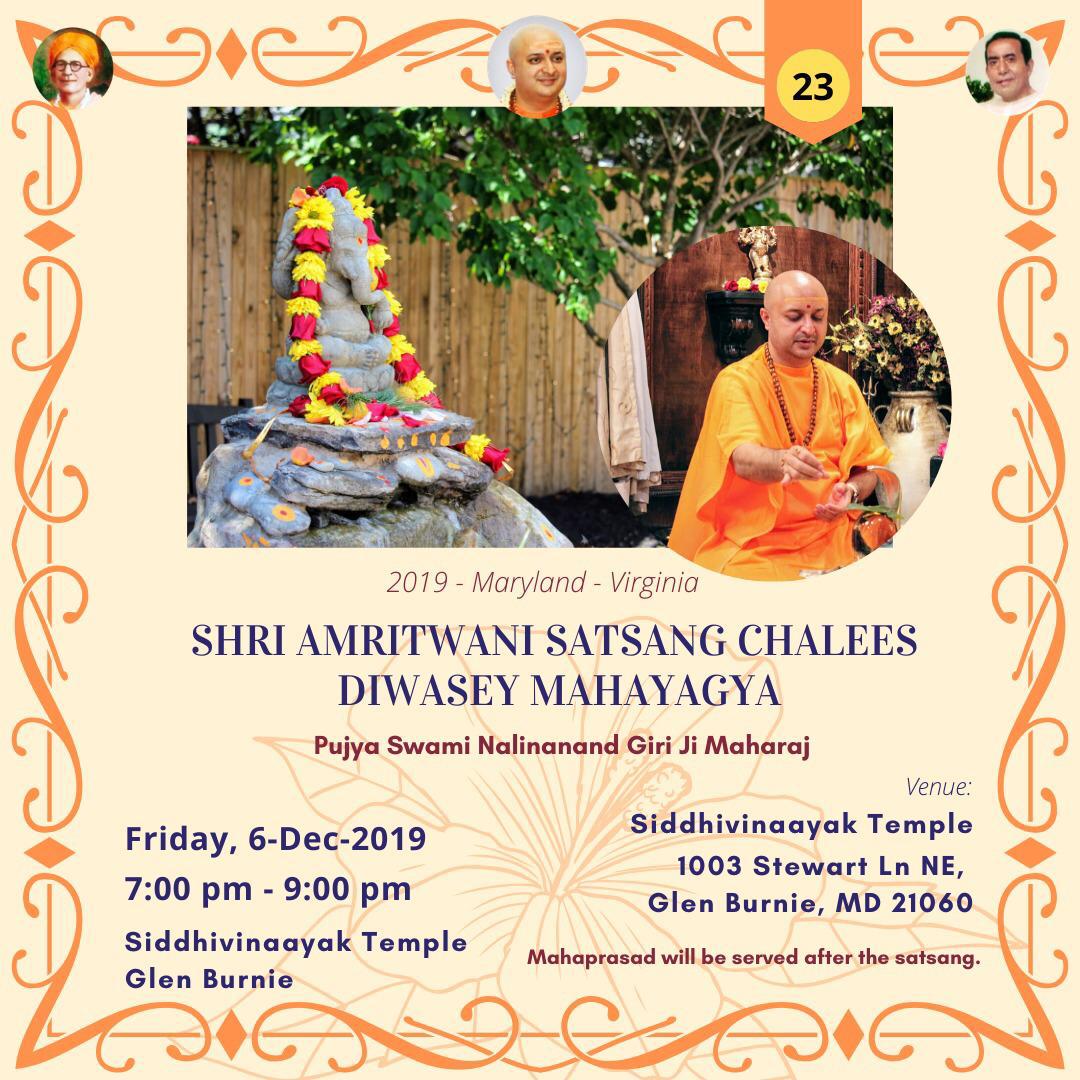 23
2019 - Maryland - Virginia
SHRI AMRITWANI SATSANG CHALEES
DIWASEY MAHAYAGYA
Pujya Swami Nalinanand Giri Ji Maharaj
Friday, 6-Dec-2019
7:00 pm - 9:00 pm
Siddhivinaayak Temple
Glen Burnie
Venue:
Siddhivinaayak Temple
1003 Stewart Ln NE,
Glen Burnie, MD 21060
Mahaprasad will be served after the satsang.